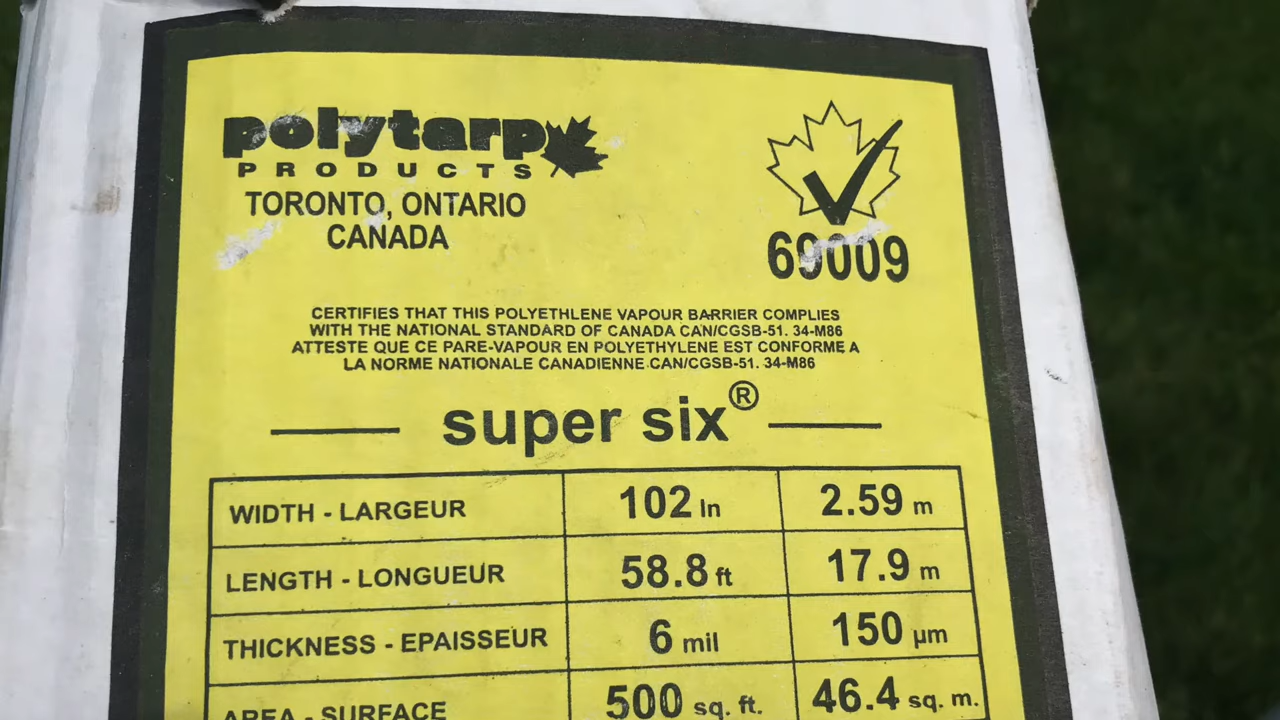 polytarp
PRODUCTS
TORONTO, ONTARIO
CANADA
69009
CERTIFIES THAT THIS POLYETHLENE VAPOUR BARRIER COMPLIES
WITH THE NATIONAL STANDARD OF CANADA CAN/CGSB-51. 34-M86
ATTESTE QUE CE PARE-VAPOUR EN POLYETHYLENE EST CONFORME A
LA NORME NATIONALE CANADIENNE CAN/CGSB-51. 34-M86
super six®
WIDTH - LARGEUR 102 In 2.59 m
LENGTH - LONGUEUR 58.8 ft 17.9 m
THICKNESS - EPAISSEUR 6 mil 150 µm
AREA - SURFACE 500 sq. ft. 46.4 sq. m.